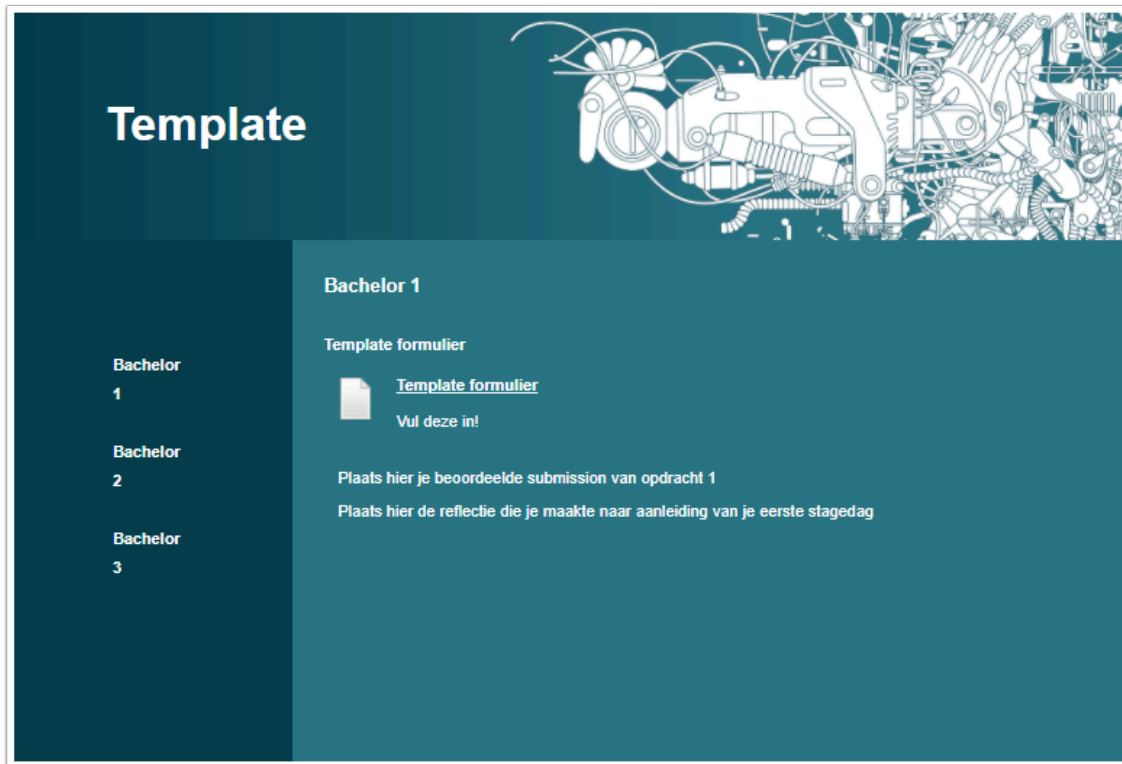 Template
Bachelor
1
Bachelor
2
Bachelor
3
Bachelor 1
Template formulier
Template formulier
Vul deze in!
Plaats hier je beoordeelde submission van opdracht 1
Plaats hier de reflectie die je maakte naar aanleiding van je eerste stagedag